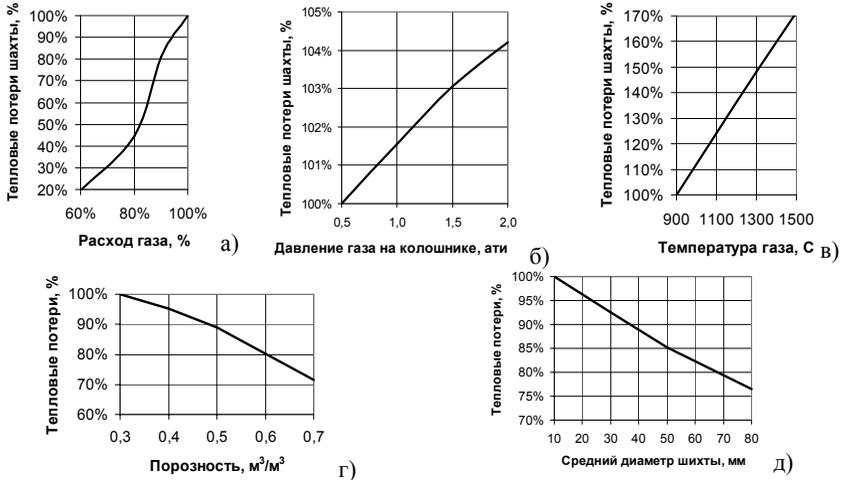 Тепловые потери шахты, %
100%
90%
80%
70%
60%
50%
40%
30%
20%
60% 80% 100%
Расход газа, %
а)
Тепловые потери шахты, %
105%
104%
103%
102%
101%
100%
0,5 1,0 1,5 2,0
Давление газа на колошнике, ати
б)
Тепловые потери шахты, %
170%
160%
150%
140%
130%
120%
110%
100%
900 1100 1300 1500
Температура газа, С
в)
Тепловые потери, %
100%
90%
80%
70%
60%
0,3 0,4 0,5 0,6 0,7
Порозность, м³/м³
г)
Тепловые потери, %
100%
95%
90%
85%
80%
75%
70%
10 20 30 40 50 60 70 80
Средний диаметр шихты, мм
д)